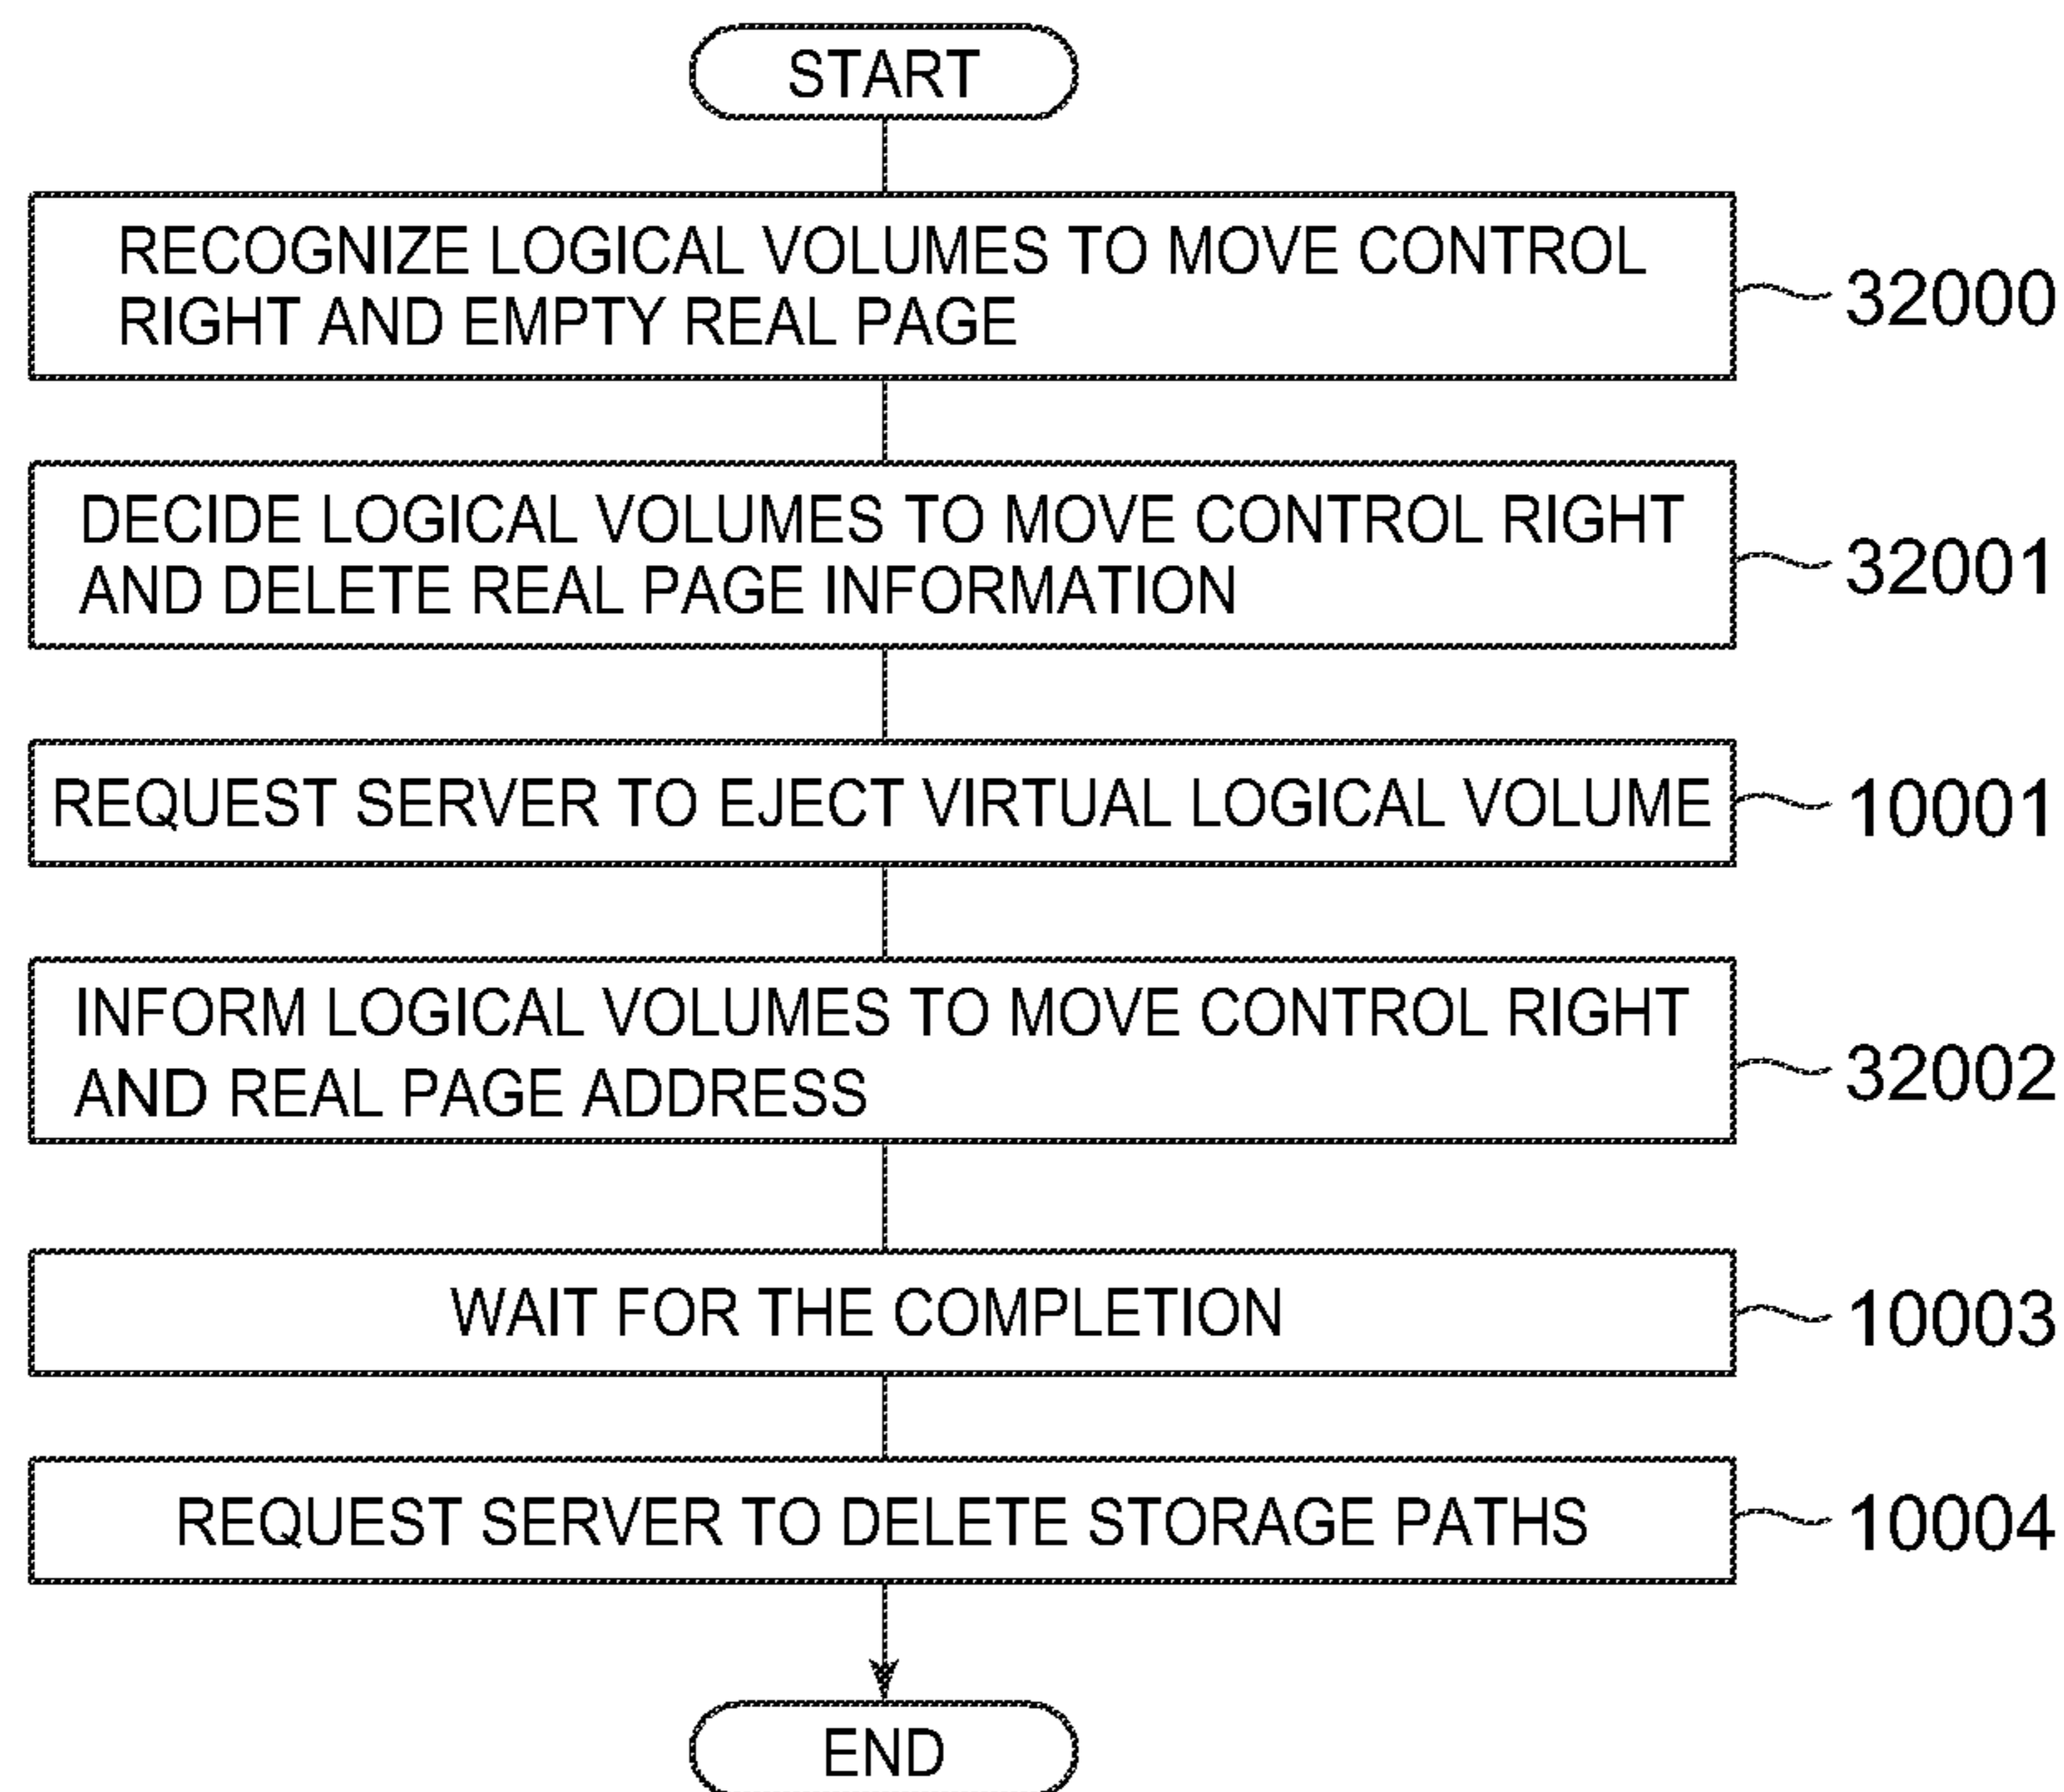 START
RECOGNIZE LOGICAL VOLUMES TO MOVE CONTROL
RIGHT AND EMPTY REAL PAGE
32000
DECIDE LOGICAL VOLUMES TO MOVE CONTROL RIGHT
AND DELETE REAL PAGE INFORMATION
32001
REQUEST SERVER TO EJECT VIRTUAL LOGICAL VOLUME
10001
INFORM LOGICAL VOLUMES TO MOVE CONTROL RIGHT
AND REAL PAGE ADDRESS
32002
WAIT FOR THE COMPLETION
10003
REQUEST SERVER TO DELETE STORAGE PATHS
10004
END